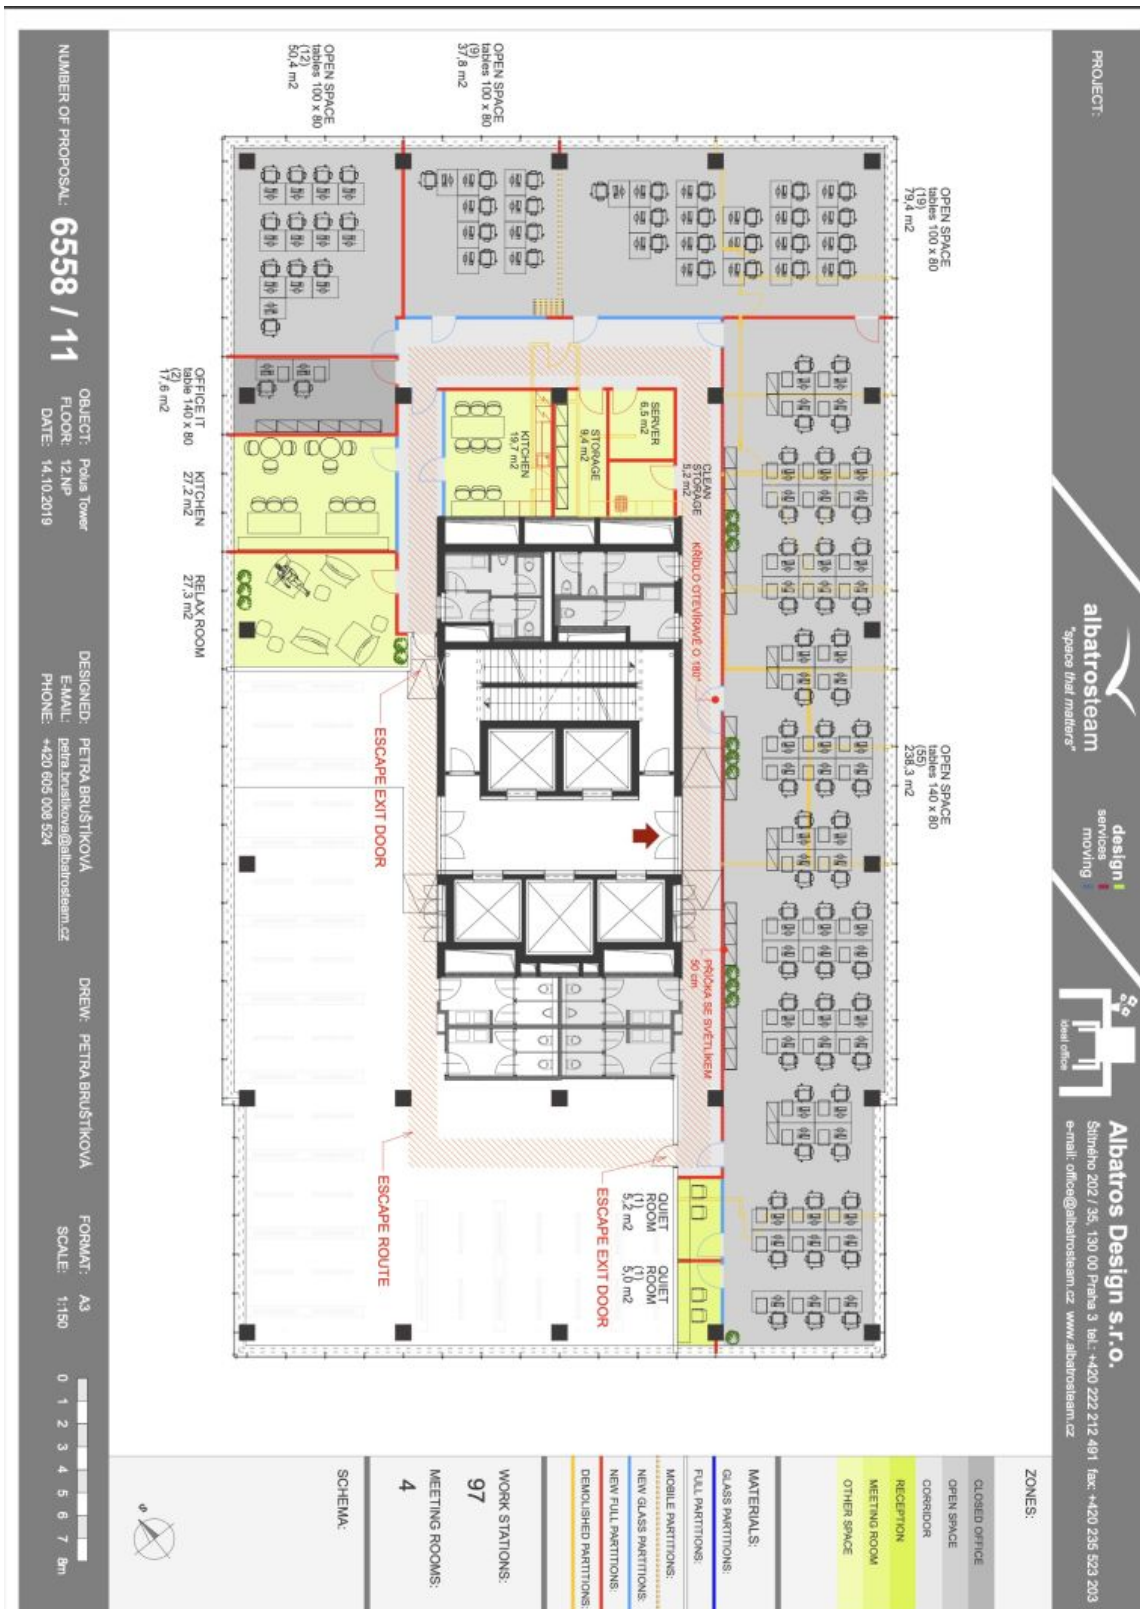 PROJECT:
albatrosteam
"space that matters"
design
services
moving
ideal office
Albatros Design s.r.o.
Štítného 202 / 35, 130 00 Praha 3 tel.: +420 222 212 491 fax: +420 235 523 203
e-mail: office@albatrosteam.cz www.albatrosteam.cz
OPEN SPACE
tables 100 x 80
(19)
79,4 m2
OPEN SPACE
tables 140 x 80
(55)
238,3 m2
OPEN SPACE
tables 100 x 80
(9)
37,8 m2
OPEN SPACE
tables 100 x 80
(12)
50,4 m2
SERVER
6,5 m2
CLEAN
STORAGE
5,2 m2
STORAGE
9,4 m2
KITCHEN
19,7 m2
KŘÍDLO OTEVÍRAVÉ O 180°
PŘÍČKA SE SVĚTLÍKEM
50 cm
QUIET
ROOM
(1)
5,2 m2
QUIET
ROOM
(1)
5,0 m2
ESCAPE EXIT DOOR
ESCAPE EXIT DOOR
ESCAPE ROUTE
OFFICE IT
table 140 x 80
(2)
17,6 m2
KITCHEN
27,2 m2
RELAX ROOM
27,3 m2
ZONES:
CLOSED OFFICE
OPEN SPACE
CORRIDOR
RECEPTION
MEETING ROOM
OTHER SPACE
MATERIALS:
GLASS PARTITIONS:
FULL PARTITIONS:
MOBILE PARTITIONS:
NEW GLASS PARTITIONS:
NEW FULL PARTITIONS:
DEMOLISHED PARTITIONS:
WORK STATIONS:
97
MEETING ROOMS:
4
SCHEMA:
S
NUMBER OF PROPOSAL: 6558 / 11
OBJECT: Polus Tower
FLOOR: 12.NP
DATE: 14.10.2019
DESIGNED: PETRA BRUŠTÍKOVÁ
E-MAIL: petra.brustikova@albatrosteam.cz
PHONE: +420 605 008 524
DREW: PETRA BRUŠTÍKOVÁ
FORMAT: A3
SCALE: 1:150
0 1 2 3 4 5 6 7 8m